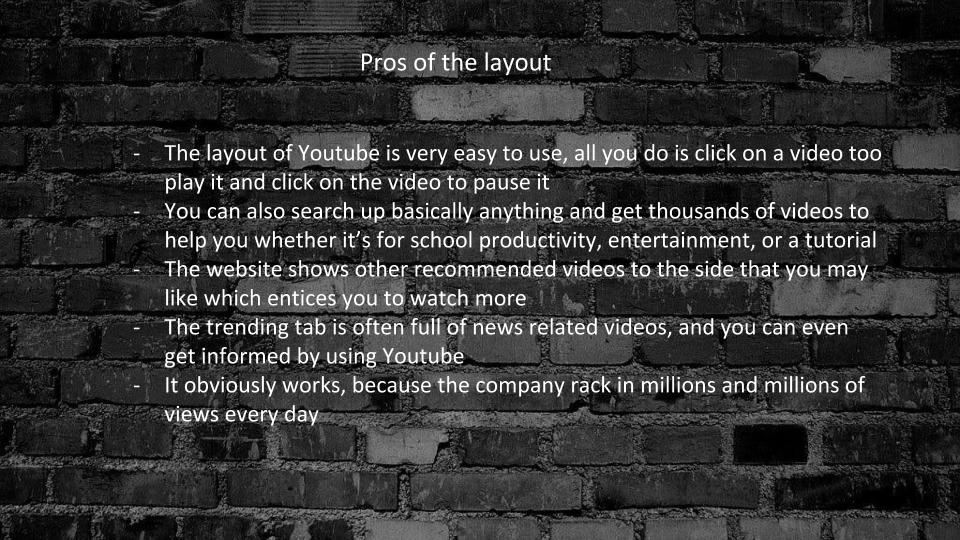 Pros of the layout
- The layout of Youtube is very easy to use, all you do is click on a video too
play it and click on the video to pause it
- You can also search up basically anything and get thousands of videos to
help you whether it's for school productivity, entertainment, or a tutorial
- The website shows other recommended videos to the side that you may
like which entices you to watch more
- The trending tab is often full of news related videos, and you can even
get informed by using Youtube
- It obviously works, because the company rack in millions and millions of
views every day